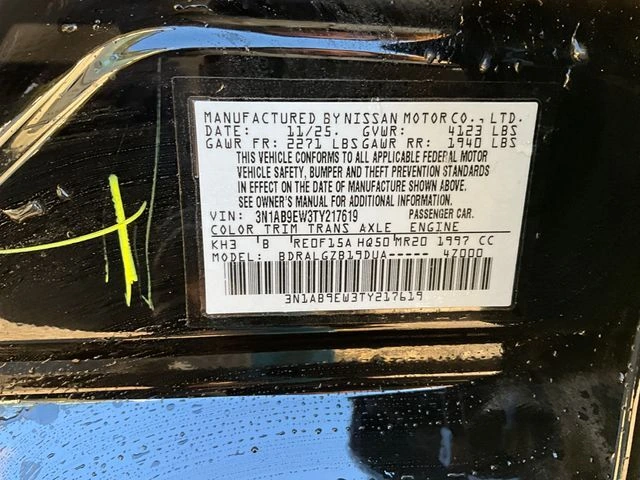 MANUFACTURED BY NISSAN MOTOR CO., LTD.
DATE: 11/25. GVWR: 4123 LBS
GAWR FR: 2271 LBS GAWR RR: 1940 LBS
THIS VEHICLE CONFORMS TO ALL APPLICABLE FEDERAL MOTOR
VEHICLE SAFETY, BUMPER AND THEFT PREVENTION STANDARDS
IN EFFECT ON THE DATE OF MANUFACTURE SHOWN ABOVE.
SEE OWNER'S MANUAL FOR ADDITIONAL INFORMATION.
VIN: 3N1AB9EW3TY217619 PASSENGER CAR.
COLOR TRIM TRANS AXLE ENGINE
KH3 B RE0F15A HQ50 MR20 1997 CC
MODEL: BDRALGZB19DUA----- 4Z000
3N1AB9EW3TY217619